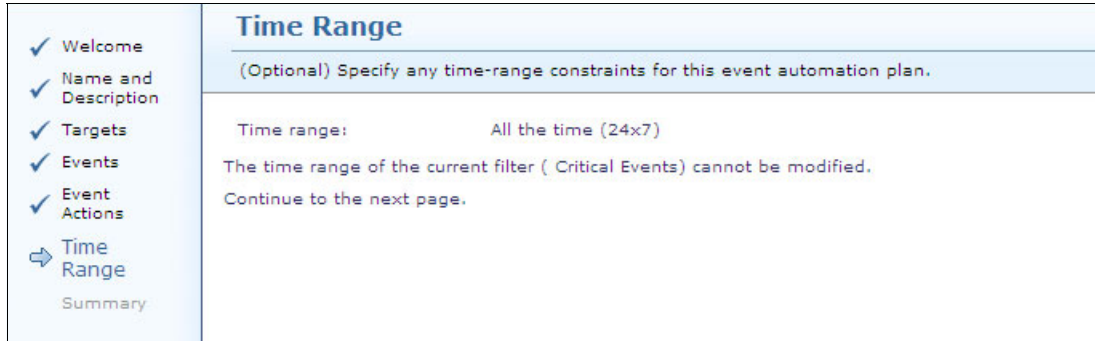 Welcome
Name and
Description
Targets
Events
Event
Actions
Time
Range
Summary
Time Range
(Optional) Specify any time-range constraints for this event automation plan.
Time range: All the time (24x7)
The time range of the current filter ( Critical Events) cannot be modified.
Continue to the next page.